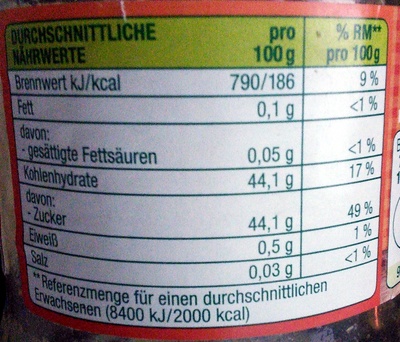 DURCHSCHNITTLICHE NÄHRWERTE pro 100 g % RM** pro 100 g
Brennwert kJ/kcal 790/186 9 %
Fett 0,1 g <1 %
davon:
- gesättigte Fettsäuren 0,05 g <1 %
Kohlenhydrate 44,1 g 17 %
davon:
- Zucker 44,1 g 49 %
Eiweiß 0,5 g 1 %
Salz 0,03 g <1 %
**Referenzmenge für einen durchschnittlichen
Erwachsenen (8400 kJ/2000 kcal)